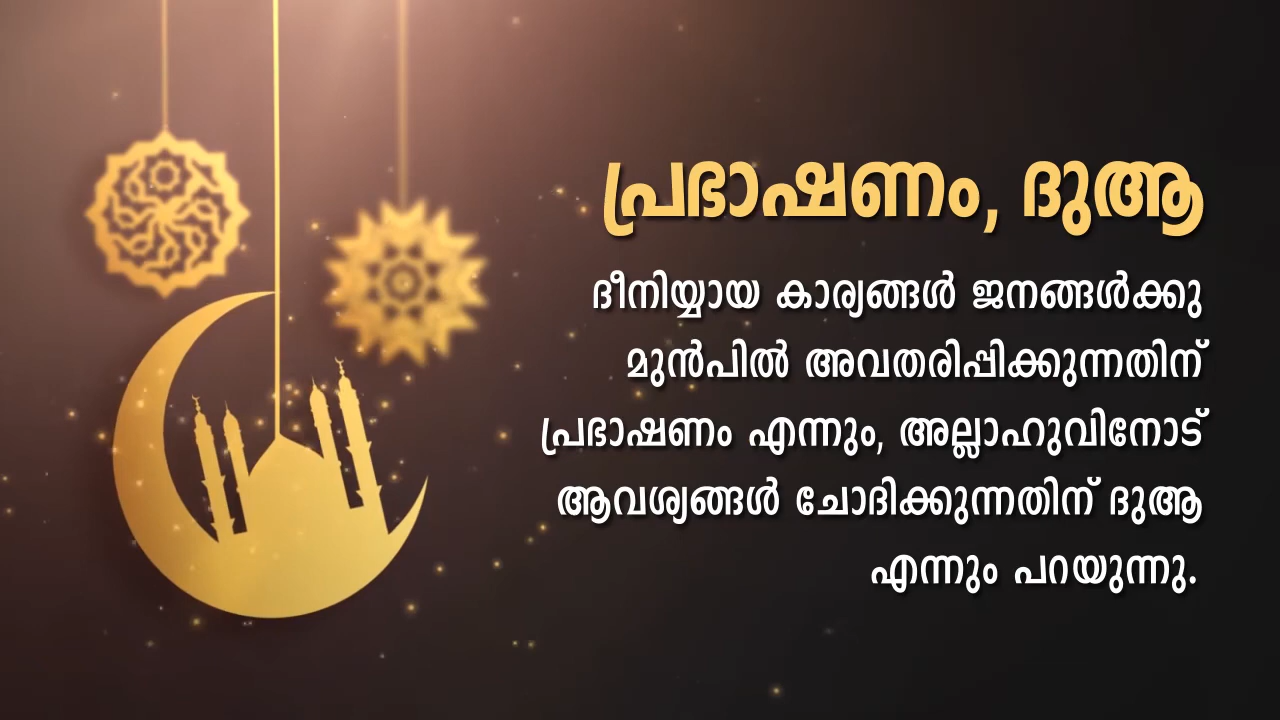 പ്രഭാഷണം, ദുആ
ദീനിയ്യായ കാര്യങ്ങൾ ജനങ്ങൾക്കു
മുൻപിൽ അവതരിപ്പിക്കുന്നതിന്
പ്രഭാഷണം എന്നും, അല്ലാഹുവിനോട്
ആവശ്യങ്ങൾ ചോദിക്കുന്നതിന് ദുആ
എന്നും പറയുന്നു.